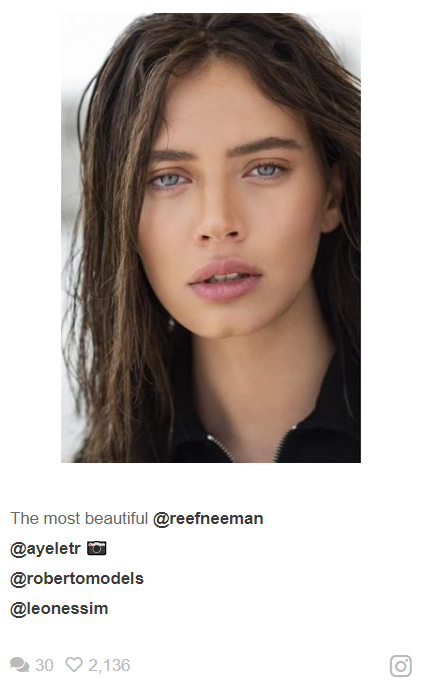 The most beautiful @reefneeman
@ayeletr 📷
@robertomodels
@leonessim
30 2,136